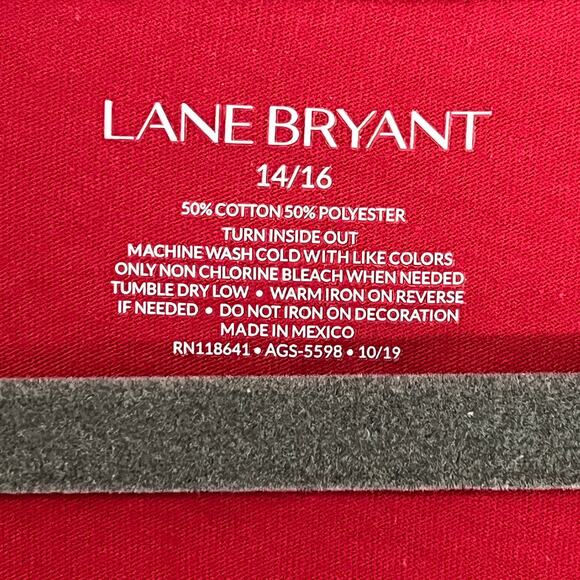 LANE BRYANT
14/16
50% COTTON 50% POLYESTER
TURN INSIDE OUT
MACHINE WASH COLD WITH LIKE COLORS
ONLY NON CHLORINE BLEACH WHEN NEEDED
TUMBLE DRY LOW • WARM IRON ON REVERSE
IF NEEDED • DO NOT IRON ON DECORATION
MADE IN MEXICO
RN118641 • AGS-5598 • 10/19